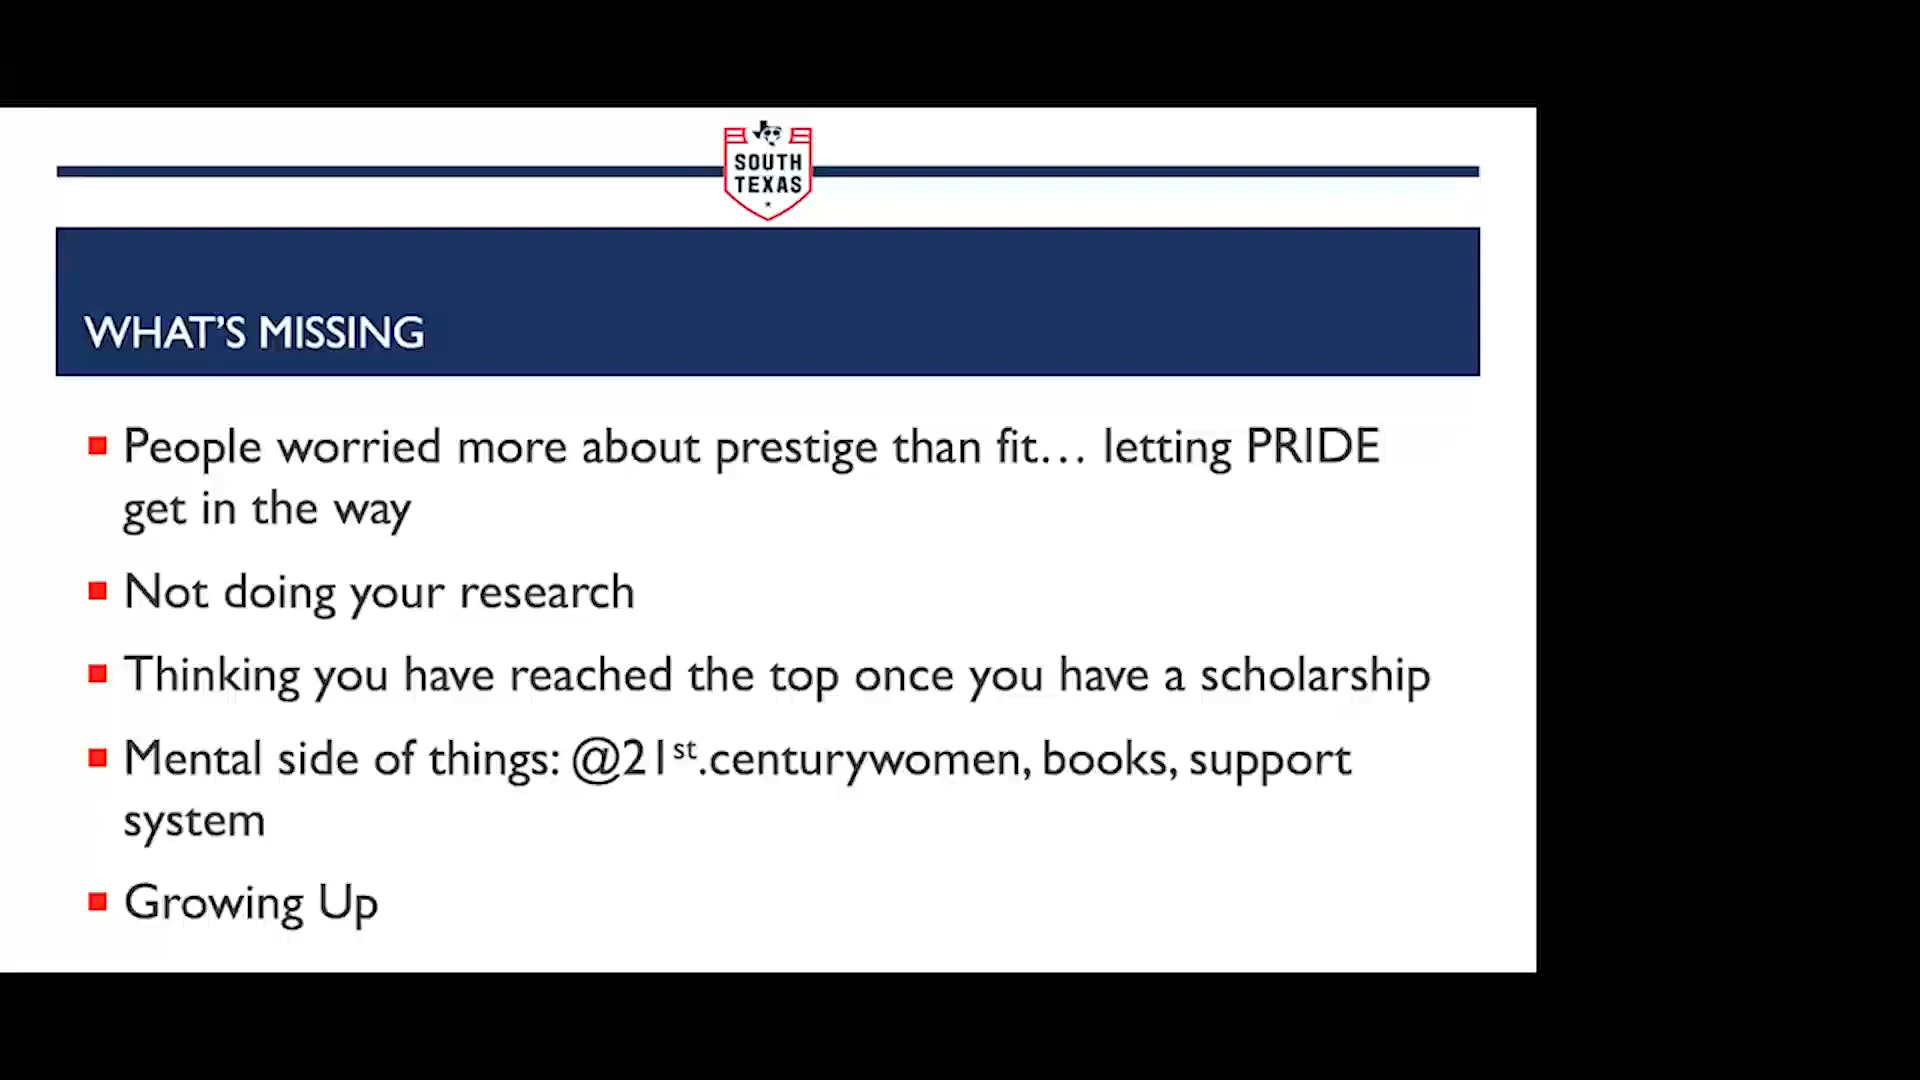 SOUTH
TEXAS
WHAT'S MISSING
People worried more about prestige than fit… letting PRIDE
get in the way
Not doing your research
Thinking you have reached the top once you have a scholarship
Mental side of things: @21st.centurywomen, books, support
system
Growing Up